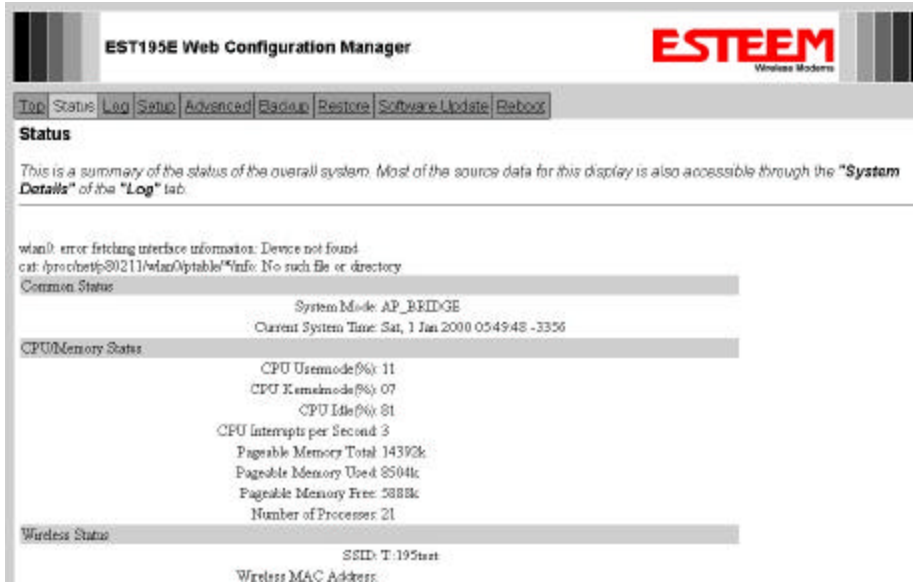 EST195E Web Configuration Manager
ESTEEM
Wireless Modems
Top Status Log Setup Advanced Backup Restore Software Update Reboot
Status
This is a summary of the status of the overall system. Most of the source data for this display is also accessible through the "System
Details" of the "Log" tab.
wlan0: error fetching interface information: Device not found
cat: /proc/net/p80211/wlan0/ptable/*/info: No such file or directory
Common Status
System Mode: AP_BRIDGE
Current System Time: Sat, 1 Jan 2000 05:49:48 -3356
CPU/Memory Status
CPU Usermode(%): 11
CPU Kernelmode(%): 07
CPU Idle(%): 81
CPU Interrupts per Second: 3
Pageable Memory Total: 14392k
Pageable Memory Used: 8504k
Pageable Memory Free: 5888k
Number of Processes: 21
Wireless Status
SSID: T:195test
Wireless MAC Address: